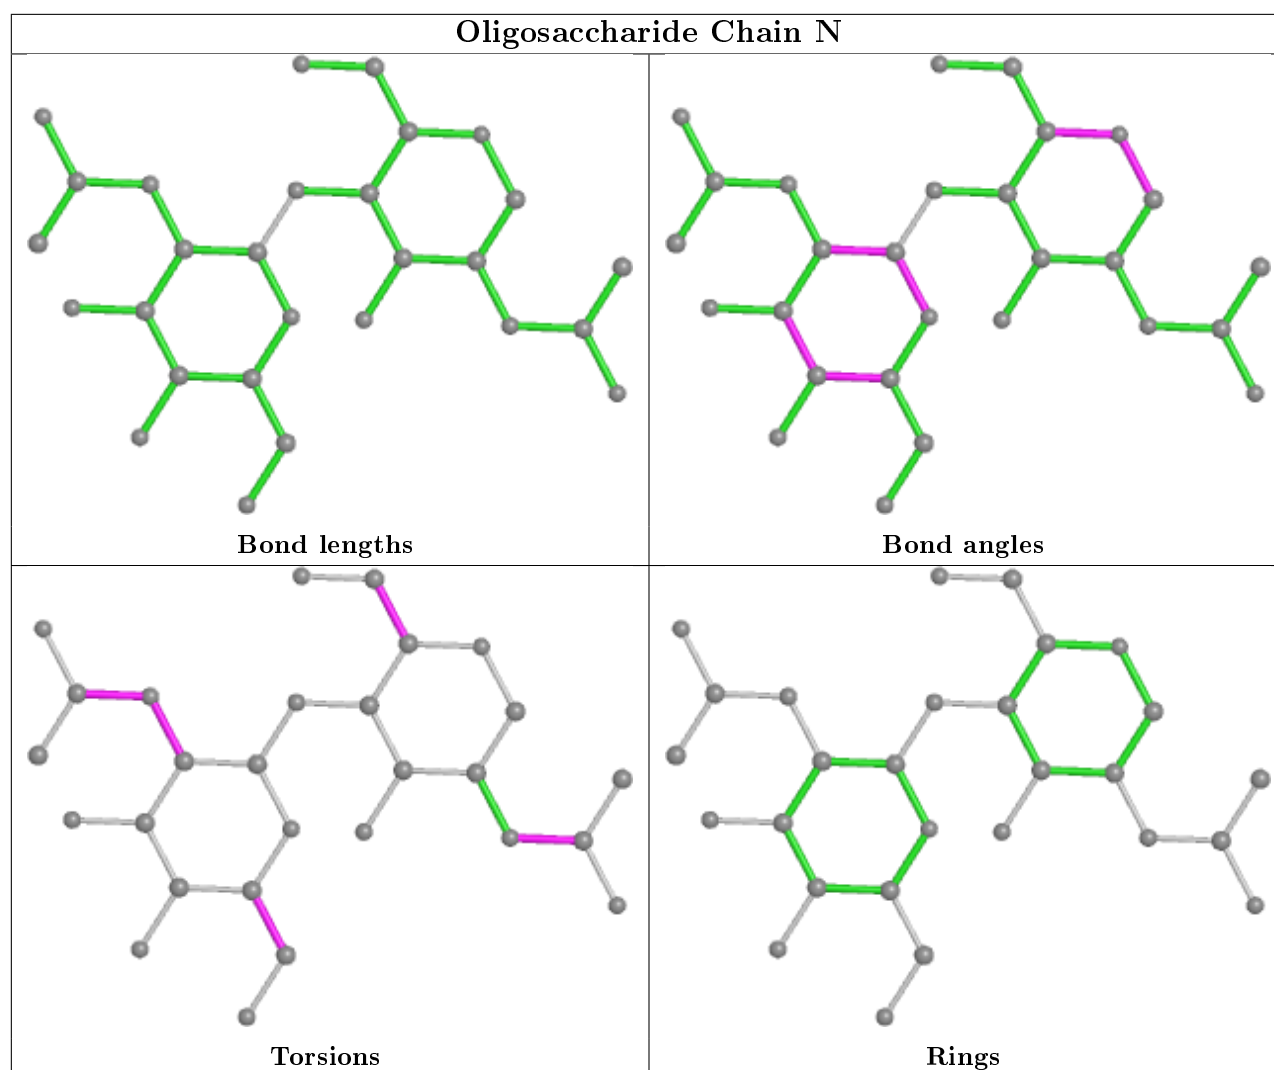 Oligosaccharide Chain N
Bond lengths
Bond angles
Torsions
Rings